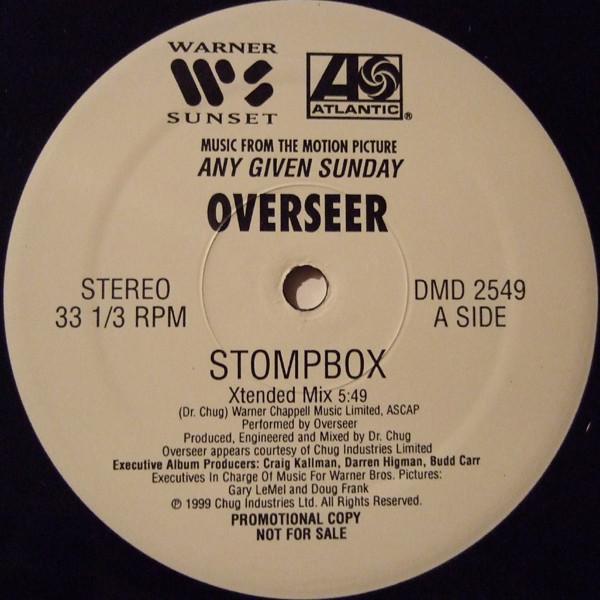 WARNER
WS
SUNSET
A
ATLANTIC®
MUSIC FROM THE MOTION PICTURE
ANY GIVEN SUNDAY
OVERSEER
STEREO
33 1/3 RPM
DMD 2549
A SIDE
STOMPBOX
Xtended Mix 5:49
(Dr. Chug) Warner Chappell Music Limited, ASCAP
Performed by Overseer
Produced, Engineered and Mixed by Dr. Chug
Overseer appears courtesy of Chug Industries Limited
Executive Album Producers: Craig Kallman, Darren Higman, Budd Carr
Executives In Charge Of Music For Warner Bros. Pictures:
Gary LeMel and Doug Frank
℗ 1999 Chug Industries Ltd. All Rights Reserved.
PROMOTIONAL COPY
NOT FOR SALE